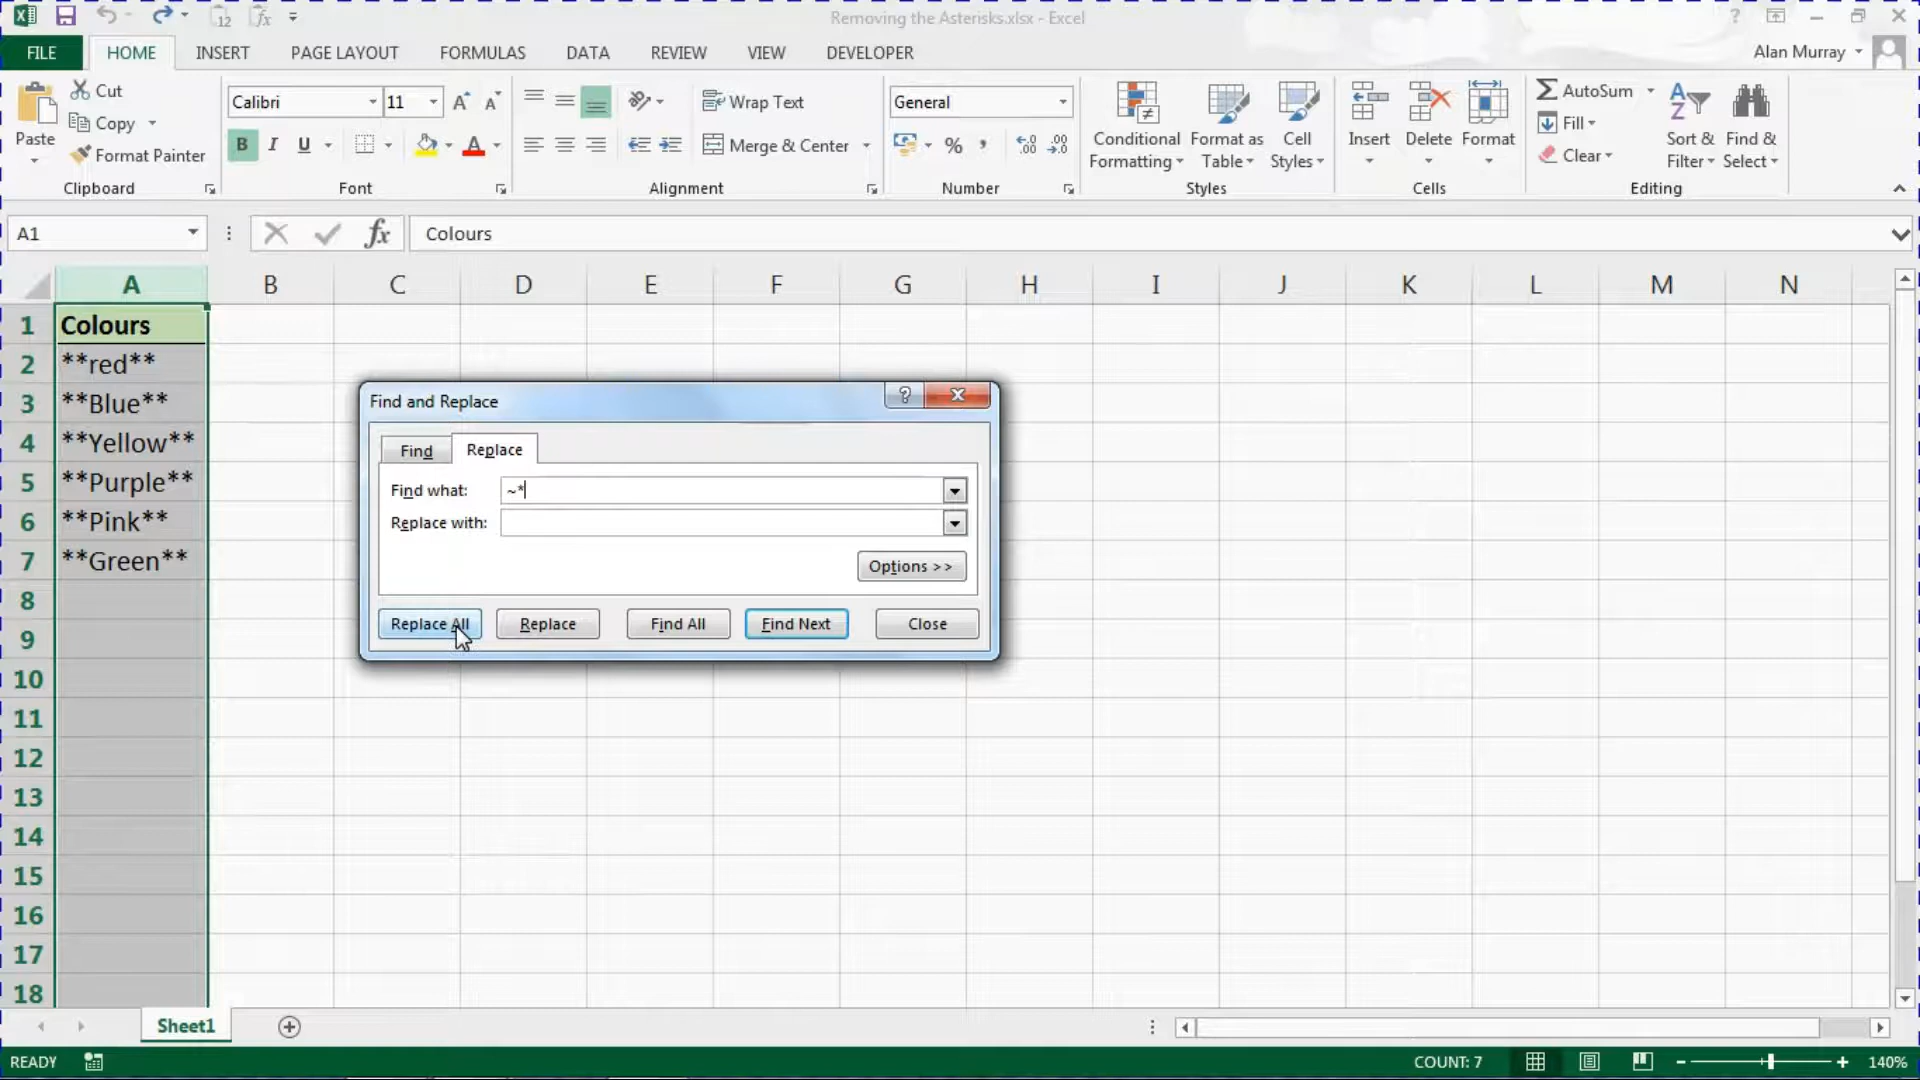 Removing the Asterisks.xlsx - Excel
FILE HOME INSERT PAGE LAYOUT FORMULAS DATA REVIEW VIEW DEVELOPER Alan Murray
Paste
Cut
Copy
Format Painter
Clipboard
Calibri 11
B I U
Font
Wrap Text
Merge & Center
Alignment
General
%
Number
Conditional Formatting
Format as Table
Cell Styles
Styles
Insert
Delete
Format
Cells
AutoSum
Fill
Clear
Sort & Filter
Find & Select
Editing
A1 fx Colours
A B C D E F G H I J K L M N
1 Colours
2 **red**
3 **Blue**
4 **Yellow**
5 **Purple**
6 **Pink**
7 **Green**
8
9
10
11
12
13
14
15
16
17
18
Find and Replace
Find Replace
Find what: ~*
Replace with:
Options >>
Replace All Replace Find All Find Next Close
Sheet1
READY COUNT: 7 140%